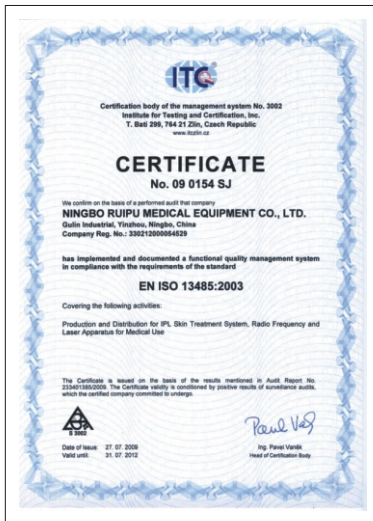 ITC
Certification body of the management system No. 3002
Institute for Testing and Certification, Inc.
T. Bati 299, 764 21 Zlin, Czech Republic
www.itczlin.cz
CERTIFICATE
No. 09 0154 SJ
We confirm on the basis of a performed audit that company
NINGBO RUIPU MEDICAL EQUIPMENT CO., LTD.
Gulin Industrial, Yinzhou, Ningbo, China
Company Reg. No.: 330212000054529
has implemented and documented a functional quality management system
in compliance with the requirements of the standard
EN ISO 13485:2003
Covering the following activities:
Production and Distribution for IPL Skin Treatment System, Radio Frequency and
Laser Apparatus for Medical Use
The Certificate is issued on the basis of the results mentioned in Audit Report No.
233401385/2009. The Certificate validity is conditioned by positive results of surveillance audits,
which the certified company committed to undergo.
S 3002
Date of issue: 27. 07. 2009
Valid until: 31. 07. 2012
Ing. Pavel Vaněk
Head of Certification Body